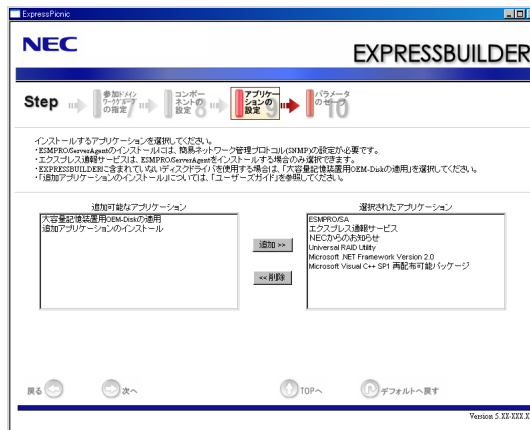 ExpressPicnic
NEC
EXPRESSBUILDER
Step
参加ドメイン
ワークグループ
の指定 7
コンポー
ネントの
設定 8
アプリケー
ションの
設定 9
パラメータ
のセーブ 10
インストールするアプリケーションを選択してください。
・ESMPRO/ServerAgentのインストールには、簡易ネットワーク管理プロトコル(SNMP)の設定が必要です。
・エクスプレス通報サービスは、ESMPRO/ServerAgentをインストールする場合のみ選択できます。
・EXPRESSBUILDERに含まれていないディスクドライバを使用する場合は、「大容量記憶装置用OEM-Diskの適用」を選択してください。
・「追加アプリケーションのインストール」については、「ユーザーズガイド」を参照してください。
追加可能なアプリケーション
大容量記憶装置用OEM-Diskの適用
追加アプリケーションのインストール
追加 >>
<< 削除
選択されたアプリケーション
ESMPRO/SA
エクスプレス通報サービス
NECからのお知らせ
Universal RAID Utility
Microsoft .NET Framework Version 2.0
Microsoft Visual C++ SP1 再配布可能パッケージ
戻る
次へ
TOPへ
デフォルトへ戻す
Version 5.XX-XXX.X